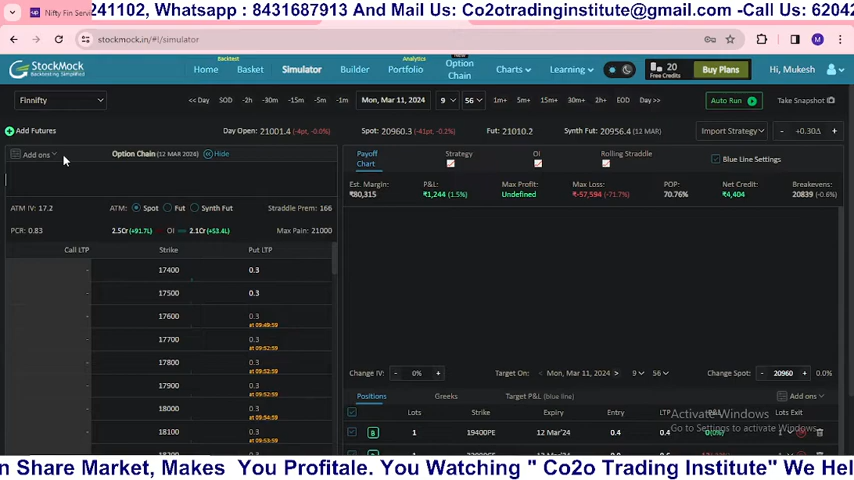 241102, Whatsapp : 8431687913 And Mail Us: Co2otradinginstitute@gmail.com -Call Us: 62042
Nifty Fin Serv
stockmock.in/#!/simulator
STOCKMOCK
Backtesting Simplified
Home
Backtest
Basket
Simulator
Builder
Analytics
Portfolio
Option Chain
Charts
Learning
20
Free Credits
Buy Plans
Hi, Mukesh
Finnifty
<< Day SOD -2h -30m -15m -5m -1m Mon, Mar 11, 2024 9 56 1m+ 5m+ 15m+ 30m+ 2h+ EOD Day >>
Auto Run
Take Snapshot
Add Futures
Day Open: 21001.4 (-4pt, -0.0%) Spot: 20960.3 (-41pt, -0.2%) Fut: 21010.2 Synth Fut: 20956.4 (12 MAR)
Import Strategy
- +0.30Δ +
Add ons
Option Chain (12 MAR 2024) Hide
ATM IV: 17.2 ATM: Spot Fut Synth Fut Straddle Prem: 166
PCR: 0.83 2.5Cr (+91.7L) OI 2.1Cr (+53.4L) Max Pain: 21000
Call LTP Strike Put LTP
- 17400 0.3
- 17500 0.3
- 17600 0.3
at 09:49:59
- 17700 0.3
at 09:52:59
- 17800 0.3
at 09:52:59
- 17900 0.3
at 09:52:59
- 18000 0.3
at 09:54:59
- 18100 0.3
at 09:53:59
Payoff Chart
Strategy
OI
Rolling Straddle
Blue Line Settings
Est. Margin: P&L: Max Profit: Max Loss: POP: Net Credit: Breakevens:
₹80,315 ₹1,244 (1.5%) Undefined ₹-57,594 (-71.7%) 70.76% ₹4,404 20839 (-0.6%)
Change IV: - 0% + Target On: < Mon, Mar 11, 2024 > 9 56 Change Spot: - 20960 + 0.0%
Positions Greeks Target P&L (blue line) Add ons
Lots Strike Expiry Entry LTP P&L Lots Exit
B 1 19400PE 12 Mar'24 0.4 0.4 0(0%) 1
Activate Windows
Go to Settings to activate Windows.
n Share Market, Makes You Profitale. You Watching " Co2o Trading Institute" We Hel